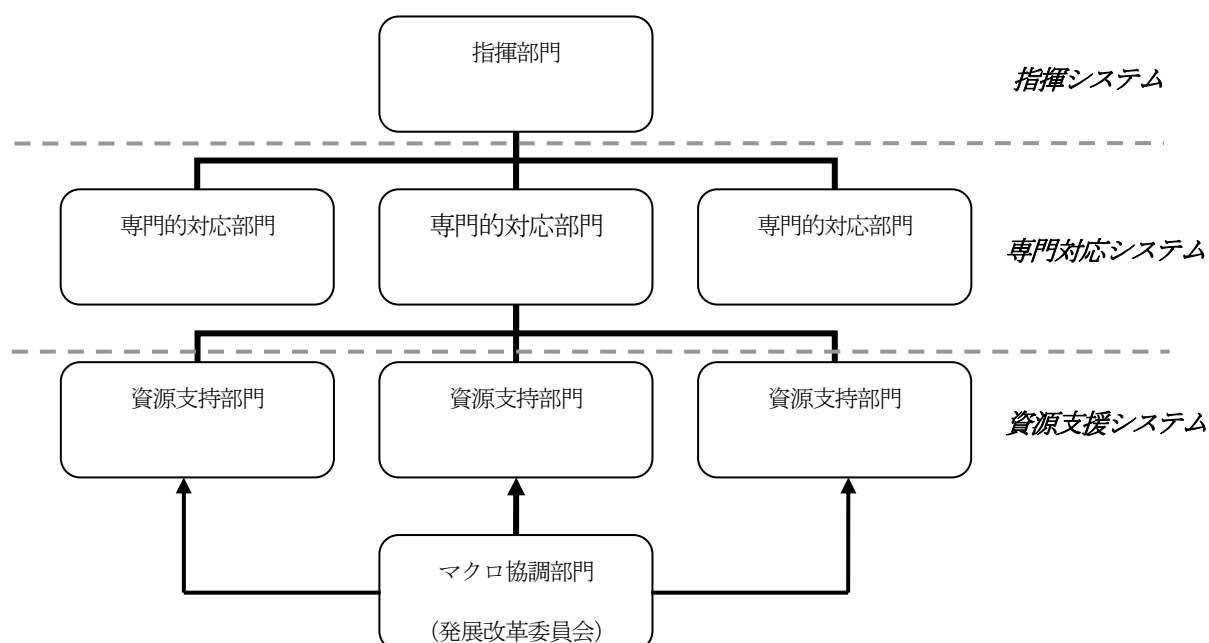 指揮部門
指揮システム
専門的対応部門
専門的対応部門
専門的対応部門
専門対応システム
資源支持部門
資源支持部門
資源支持部門
資源支援システム
マクロ協調部門
(発展改革委員会)